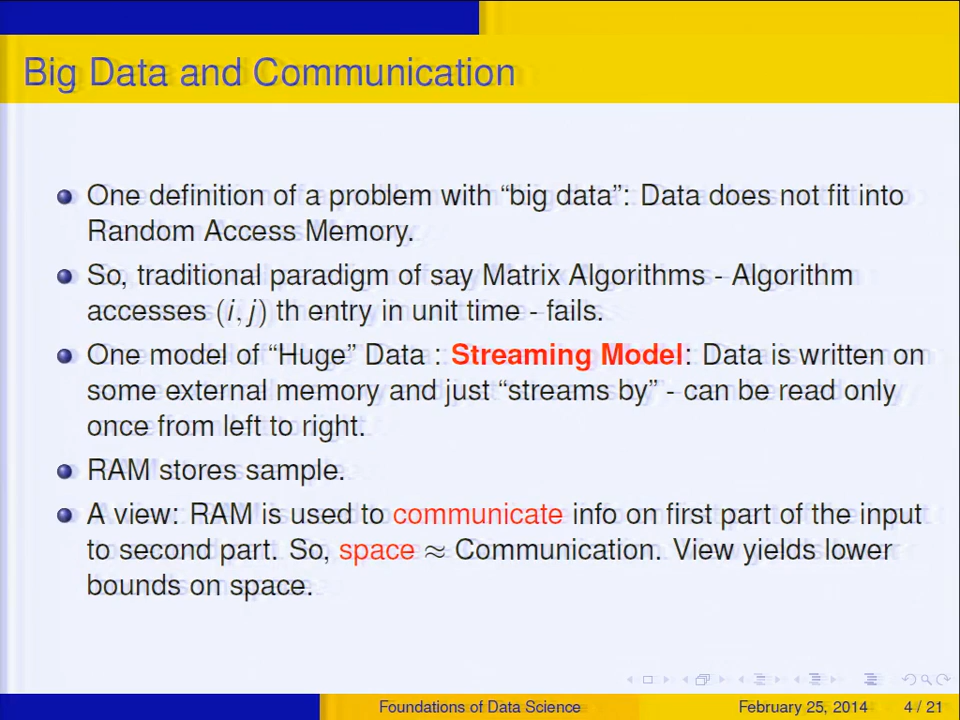 Big Data and Communication
One definition of a problem with “big data”: Data does not fit into
Random Access Memory.
So, traditional paradigm of say Matrix Algorithms - Algorithm
accesses (i, j) th entry in unit time - fails.
One model of “Huge” Data : Streaming Model: Data is written on
some external memory and just “streams by” - can be read only
once from left to right.
RAM stores sample.
A view: RAM is used to communicate info on first part of the input
to second part. So, space ≈ Communication. View yields lower
bounds on space.
Foundations of Data Science
February 25, 2014
4 / 21